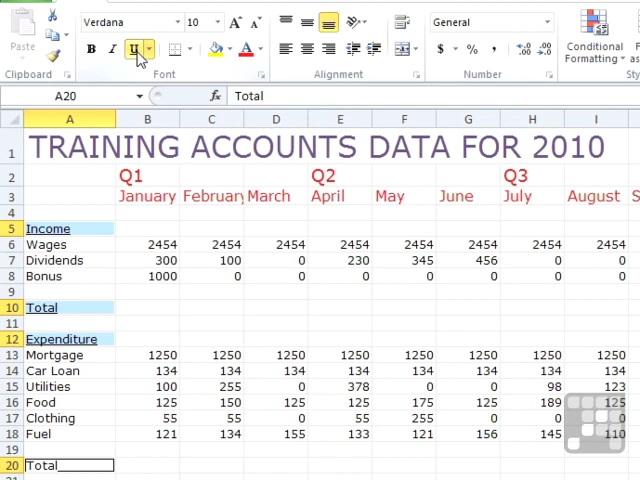 Verdana 10 A A General
Paste B I U A $ % , .00 .00 Conditional
Formatting
Clipboard Font Alignment Number
A20 fx Total
A B C D E F G H I
1 TRAINING ACCOUNTS DATA FOR 2010
2 Q1 Q2 Q3
3 January February March April May June July August S
4
5 Income
6 Wages 2454 2454 2454 2454 2454 2454 2454 2454
7 Dividends 300 100 0 230 345 456 0 0
8 Bonus 1000 0 0 0 0 0 0 0
9
10 Total
11
12 Expenditure
13 Mortgage 1250 1250 1250 1250 1250 1250 1250 1250
14 Car Loan 134 134 134 134 134 134 134 134
15 Utilities 100 255 0 378 0 0 98 123
16 Food 125 150 125 125 175 125 189 125
17 Clothing 55 55 0 55 255 0 0 0
18 Fuel 121 134 155 133 121 156 145 110
19
20 Total